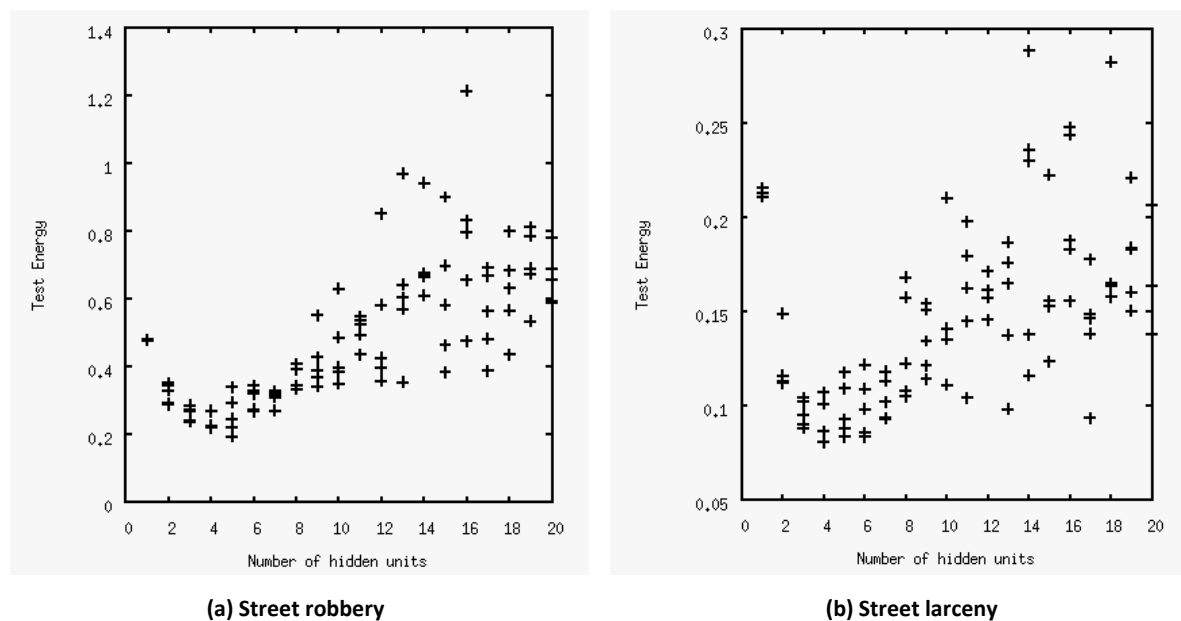 1.4
1.2
1
0.8
0.6
0.4
0.2
0
Test Energy
0 2 4 6 8 10 12 14 16 18 20
Number of hidden units
(a) Street robbery
0.3
0.25
0.2
0.15
0.1
0.05
Test Energy
0 2 4 6 8 10 12 14 16 18 20
Number of hidden units
(b) Street larceny